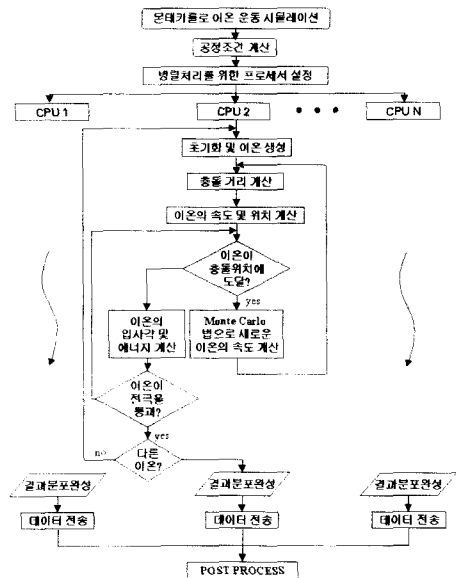 몬테카를로 이온 운동 시뮬레이션
공정조건 계산
병렬처리를 위한 프로세서 설정
CPU 1
CPU 2
CPU N
초기화 및 이온 생성
충돌 거리 계산
이온의 속도 및 위치 계산
이온이
충돌위치에
도달?
yes
이온의
입사각 및
에너지 계산
Monte Carlo
법으로 새로운
이온의 속도 계산
이온이
전극을
통과?
yes
no
다른
이온?
결과분포완성
결과분포완성
결과분포완성
데이터 전송
데이터 전송
데이터 전송
POST PROCESS